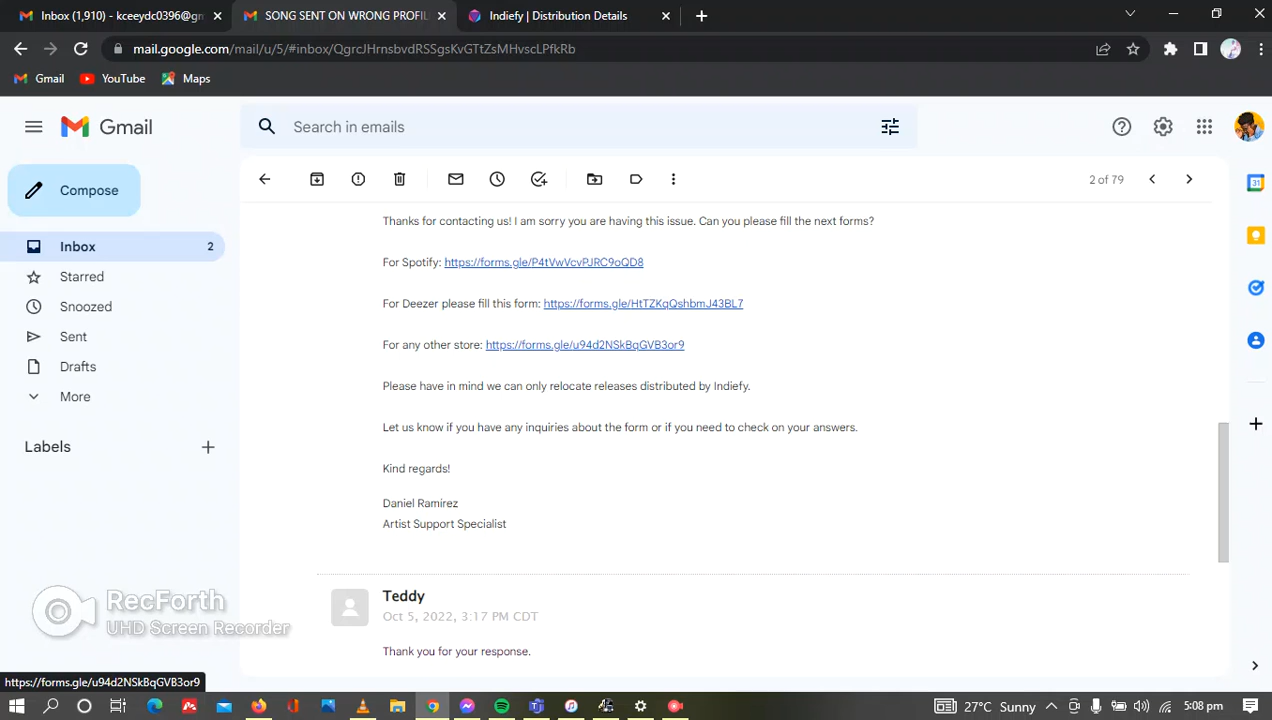 Inbox (1,910) - kceeydc0396@gm
SONG SENT ON WRONG PROFIL
Indiefy | Distribution Details
mail.google.com/mail/u/5/#inbox/QgrcJHrnsbvdRSSgsKvGTtZsMHvscLPfkRb
Gmail
YouTube
Maps
Gmail
Search in emails
Compose
2 of 79
Inbox 2
Starred
Snoozed
Sent
Drafts
More
Labels
Thanks for contacting us! I am sorry you are having this issue. Can you please fill the next forms?
For Spotify: https://forms.gle/P4tVwVcvPJRC9oQD8
For Deezer please fill this form: https://forms.gle/HtTZKqQshbmJ43BL7
For any other store: https://forms.gle/u94d2NSkBqGVB3or9
Please have in mind we can only relocate releases distributed by Indiefy.
Let us know if you have any inquiries about the form or if you need to check on your answers.
Kind regards!
Daniel Ramirez
Artist Support Specialist
Teddy
Oct 5, 2022, 3:17 PM CDT
Thank you for your response.
RecForth
UHD Screen Recorder
https://forms.gle/u94d2NSkBqGVB3or9
27°C Sunny
5:08 pm